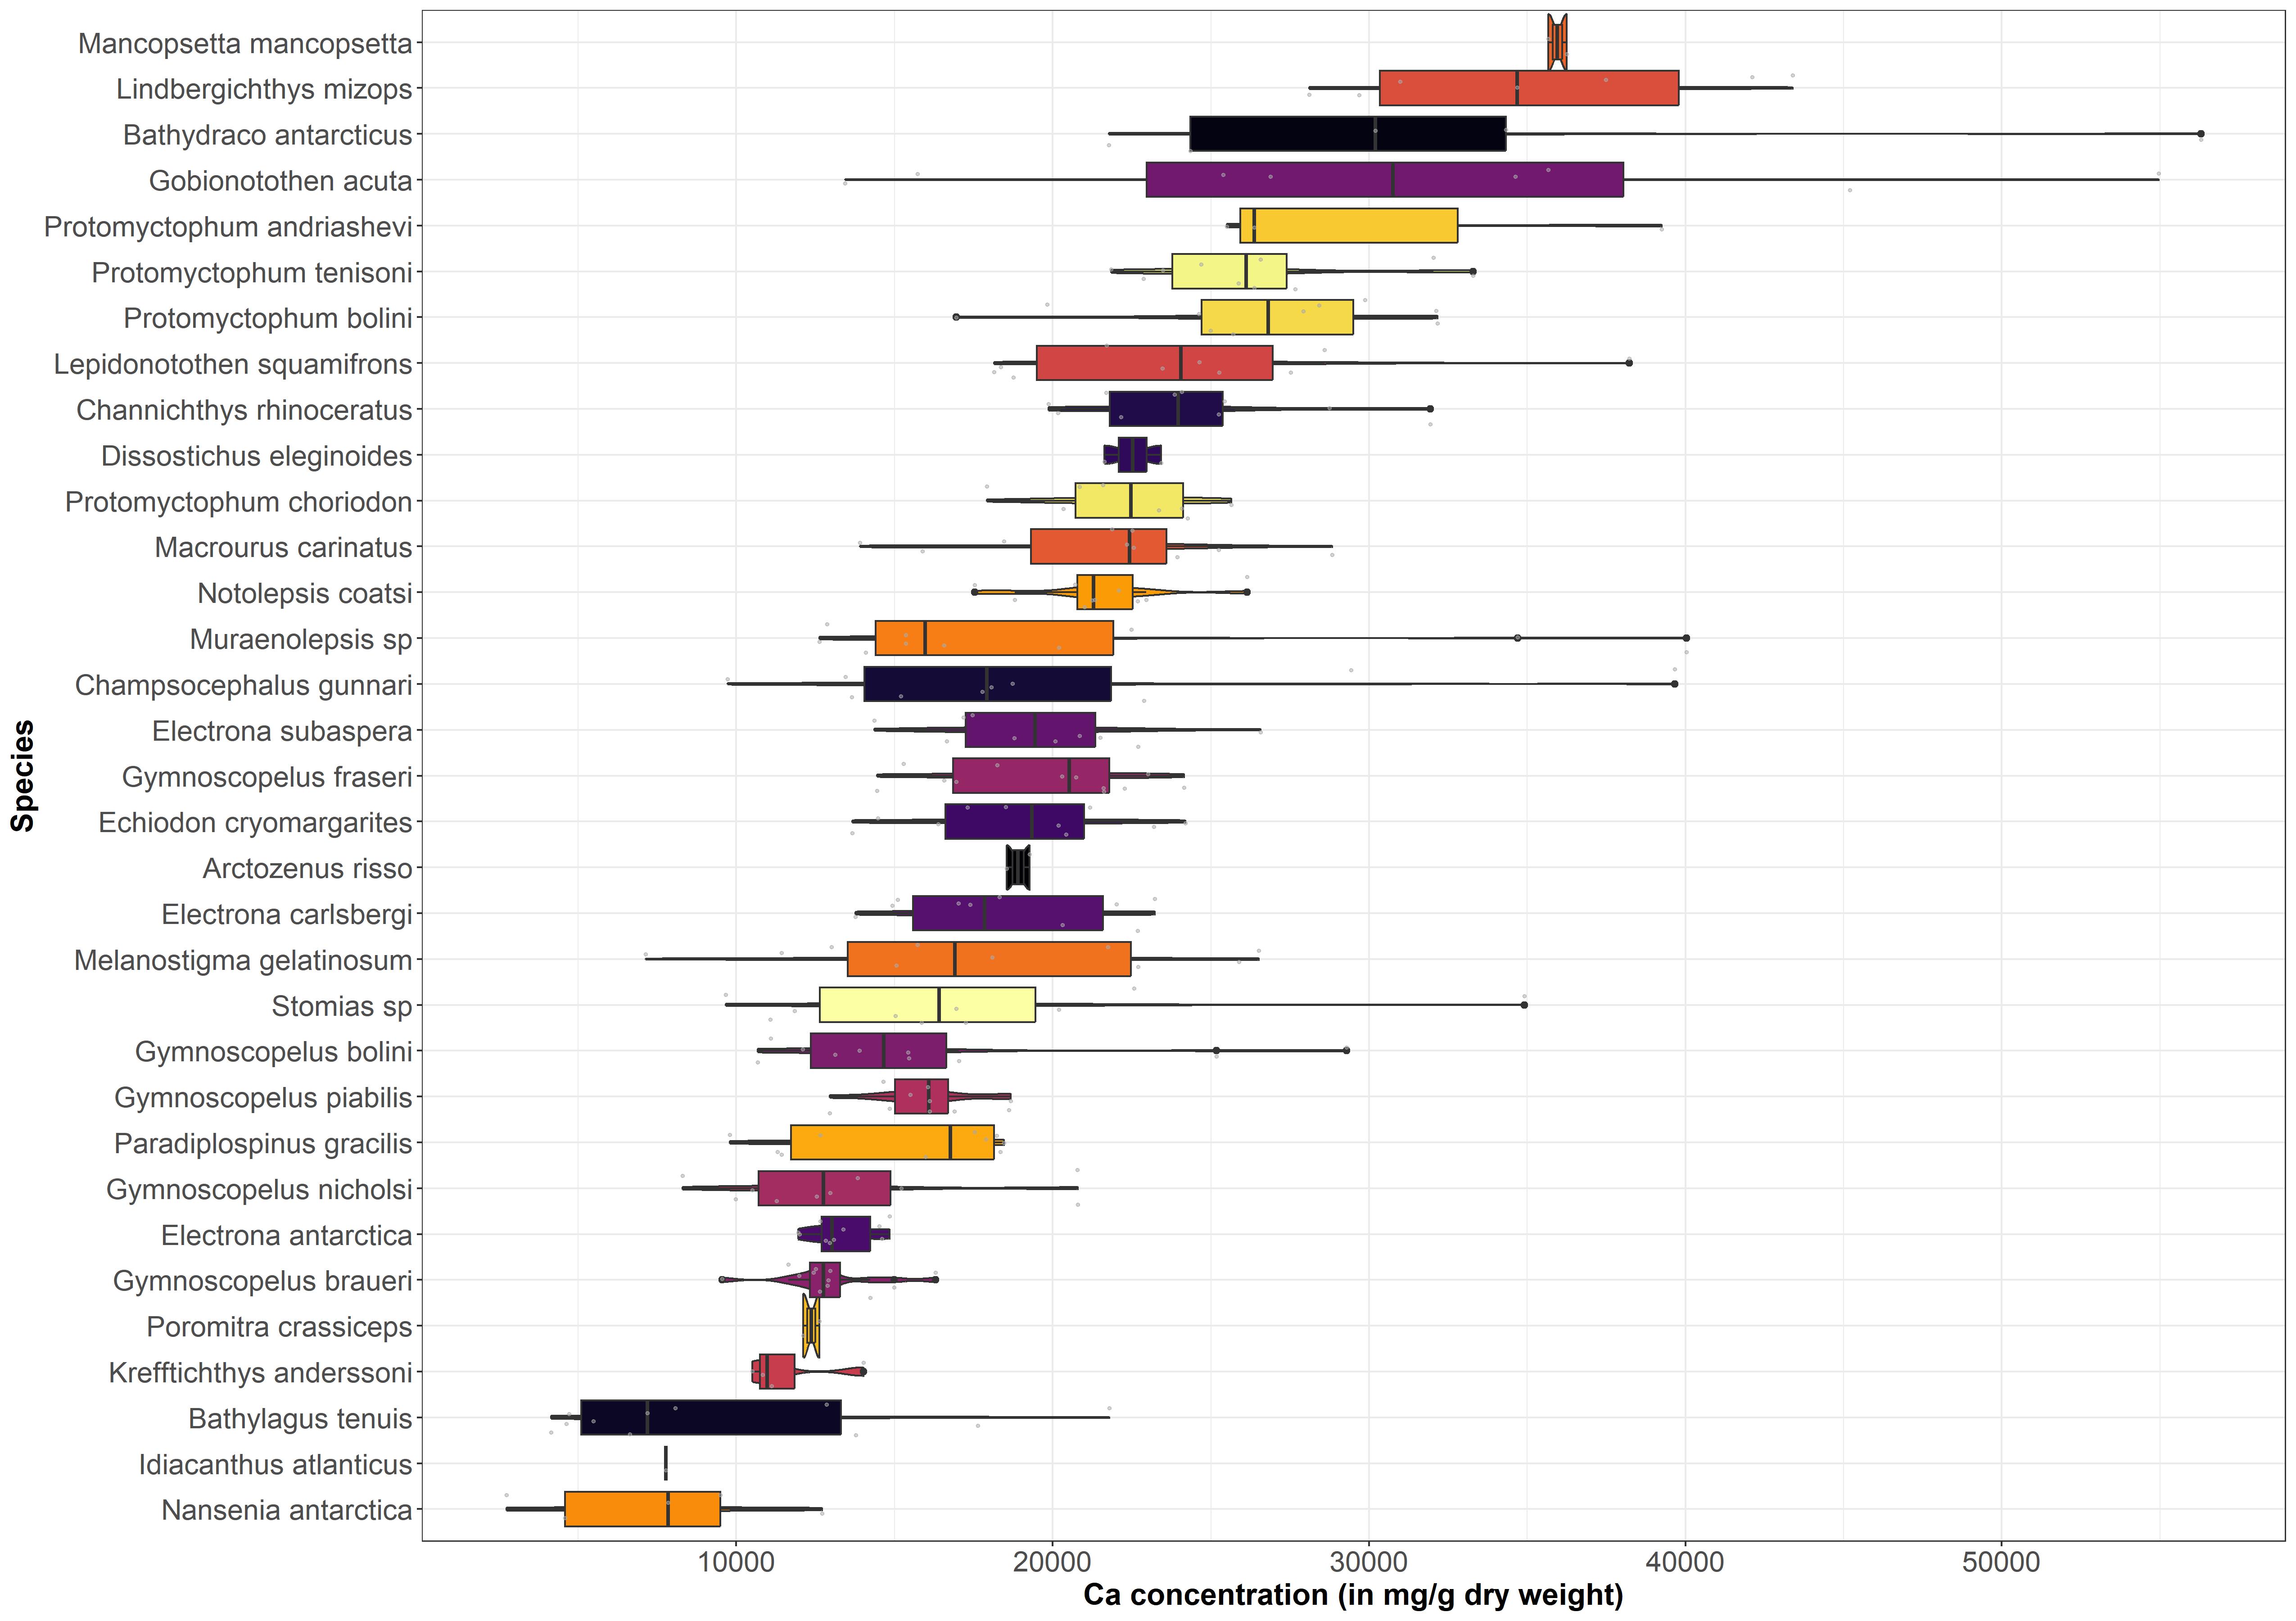 Mancopsetta mancopsetta
Lindbergichthys mizops
Bathydraco antarcticus
Gobionotothen acuta
Protomyctophum andriashevi
Protomyctophum tenisoni
Protomyctophum bolini
Lepidonotothen squamifrons
Channichthys rhinoceratus
Dissostichus eleginoides
Protomyctophum choriodon
Macrourus carinatus
Notolepsis coatsi
Muraenolepsis sp
Champsocephalus gunnari
Electrona subaspera
Gymnoscopelus fraseri
Echiodon cryomargarites
Arctozenus risso
Electrona carlsbergi
Melanostigma gelatinosum
Stomias sp
Gymnoscopelus bolini
Gymnoscopelus piabilis
Paradiplospinus gracilis
Gymnoscopelus nicholsi
Electrona antarctica
Gymnoscopelus braueri
Poromitra crassiceps
Krefftichthys anderssoni
Bathylagus tenuis
Idiacanthus atlanticus
Nansenia antarctica
Species
10000 20000 30000 40000 50000
Ca concentration (in mg/g dry weight)